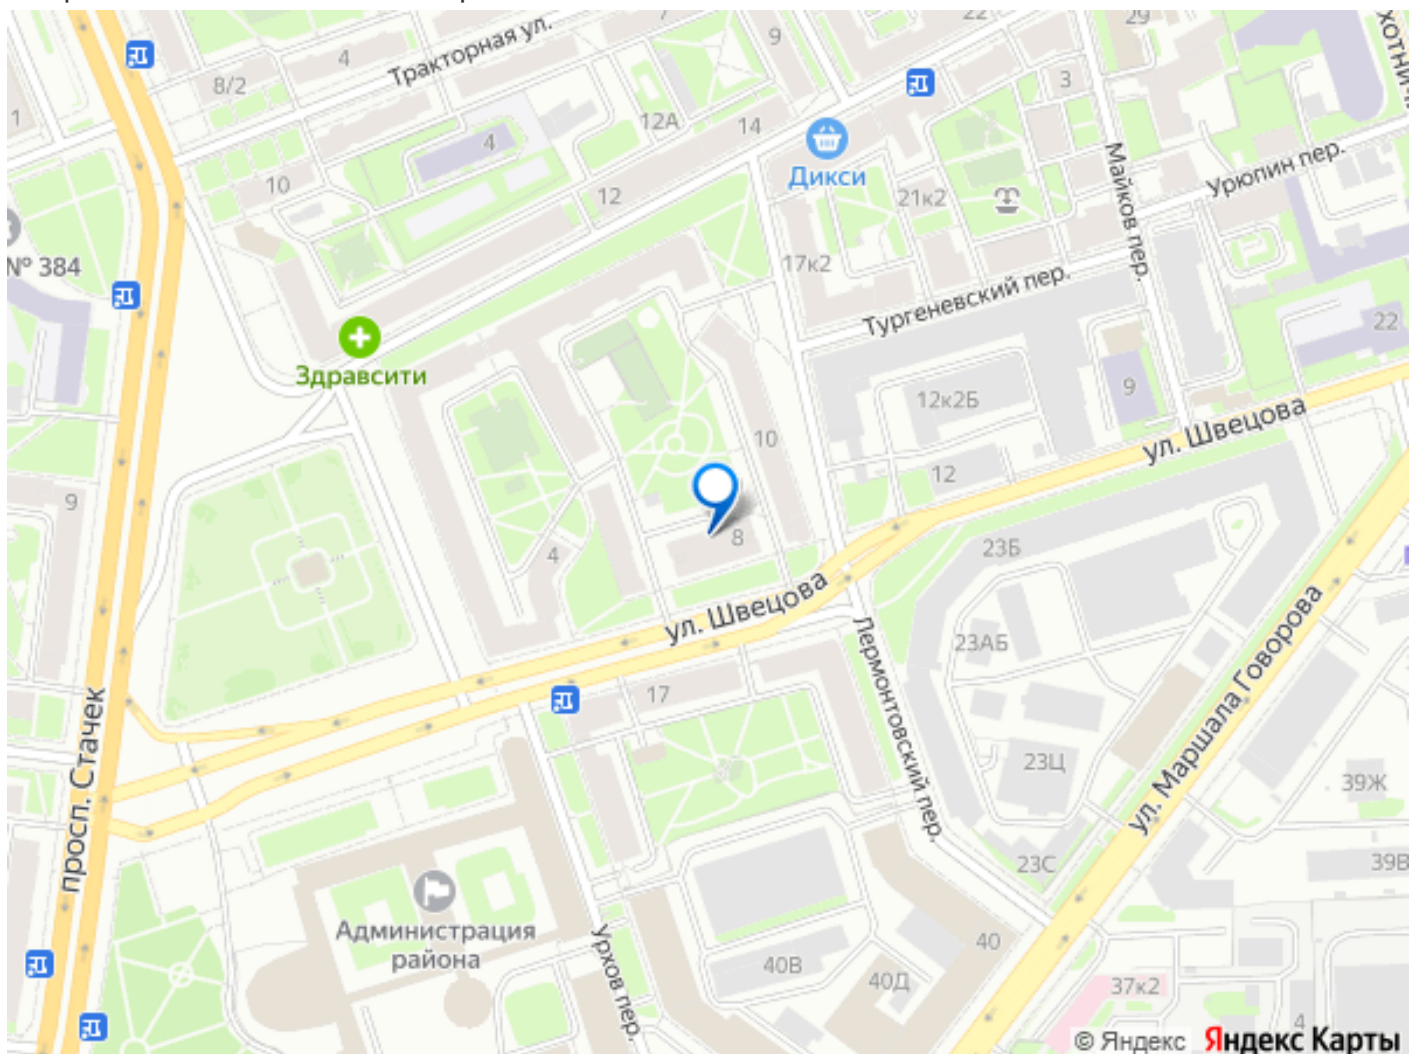 Тракторная ул.
4
8/2
7
9
22
29
3
1
12А
14
4
10
12
Дикси
21к2
Майков пер.
Урюпин пер.
№ 384
17к2
Тургеневский пер.
22
Здравсити
9
12к2Б
10
ул. Швецова
12
9
8
4
23Б
ул. Швецова
23АБ
Лермонтовский пер.
17
ул. Маршала Говорова
23Ц
39Ж
просп. Стачек
23С
39В
Администрация
района
Урхов пер.
40В
40Д
40
37к2
4
© Яндекс Яндекс Карты